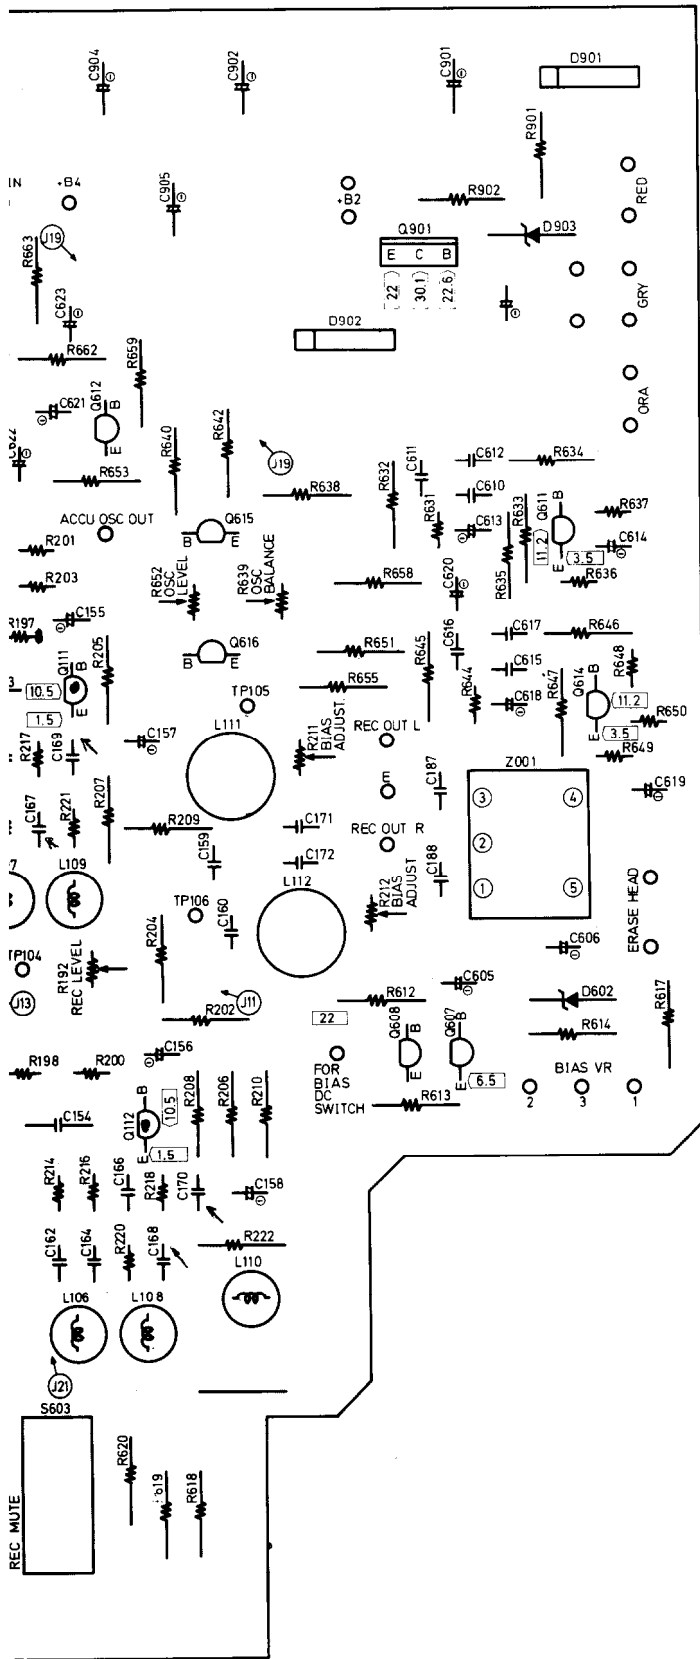 C904
C902
C901
D901
R901
IN
+B4
C905
+B2
R902
RED
J19
R663
Q901
E C B
22
30.1
22.6
D903
GRY
C623
D902
R662
R659
ORA
C621
Q612
B
E
C622
R640
R642
J19
R653
R638
R632
C611
C612
R634
C610
R631
C613
R633
Q611
B
E
11.2
3.5
R637
C614
R636
R635
ACCU OSC OUT
Q615
B E
R201
R652
OSC
LEVEL
R639
OSC
BALANCE
R658
C620
R203
R197
C155
R205
Q616
B E
R651
R645
C616
C617
R646
C615
R648
Q111
B
E
10.5
1.5
R655
R644
C618
R647
Q614
B
E
11.2
3.5
R650
R649
TP105
L111
R211
BIAS
ADJUST.
REC OUT L
R217
C169
C157
E
C187
Z001
3 4
2
1 5
C619
C167
R221
R207
R209
C159
C171
REC OUT R
C172
C188
L109
L112
R212
BIAS
ADJUST
TP106
C160
ERASE HEAD
TP104
R192
REC LEVEL
R204
C606
J13
J11
R202
C605
R612
D602
R617
22
Q608
B
Q607
B
E
6.5
R614
FOR
BIAS
DC
SWITCH
R613
BIAS VR
2 3 1
C156
R198
R200
C154
Q112
B
E
10.5
1.5
R208
R206
R210
R214
R216
C166
R218
C170
C158
C162
C164
R220
C168
R222
L110
L106
L108
J21
S603
REC MUTE
R620
R618